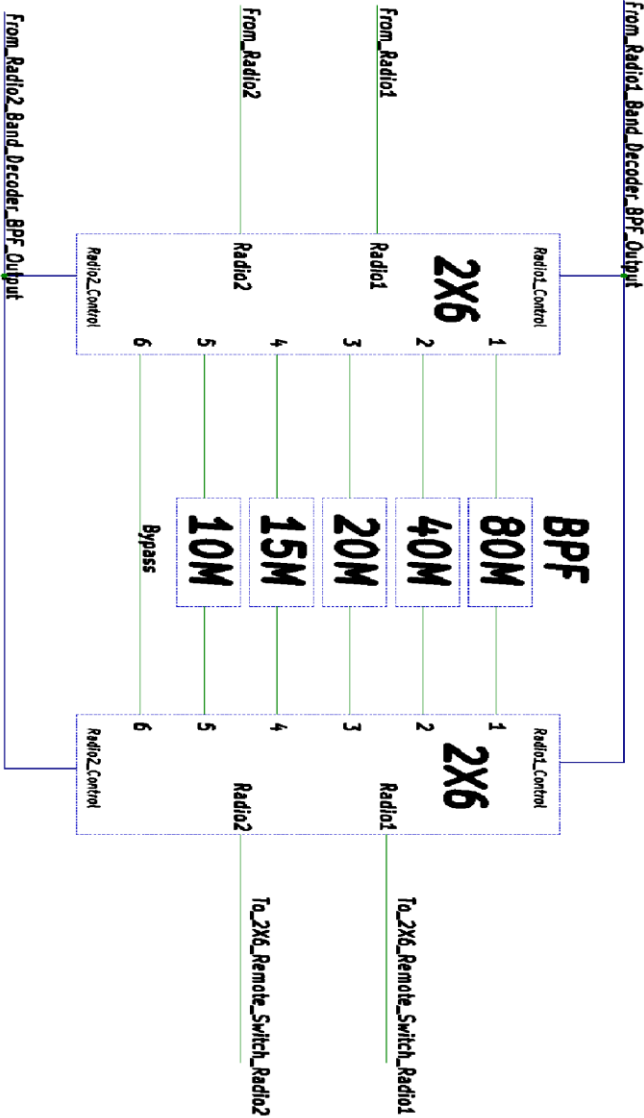 From_Radio1_Band_Decoder_BPF_Output
Radio1_Control
2X6
1
2
Radio1
3
4
Radio2
5
6
Radio2_Control
From_Radio1
From_Radio2
BPF
80M
40M
20M
15M
10M
Bypass
Radio1_Control
2X6
1
2
Radio1
3
4
Radio2
5
6
Radio2_Control
To_2X6_Remote_Switch_Radio1
To_2X6_Remote_Switch_Radio2
From_Radio2_Band_Decoder_BPF_Output